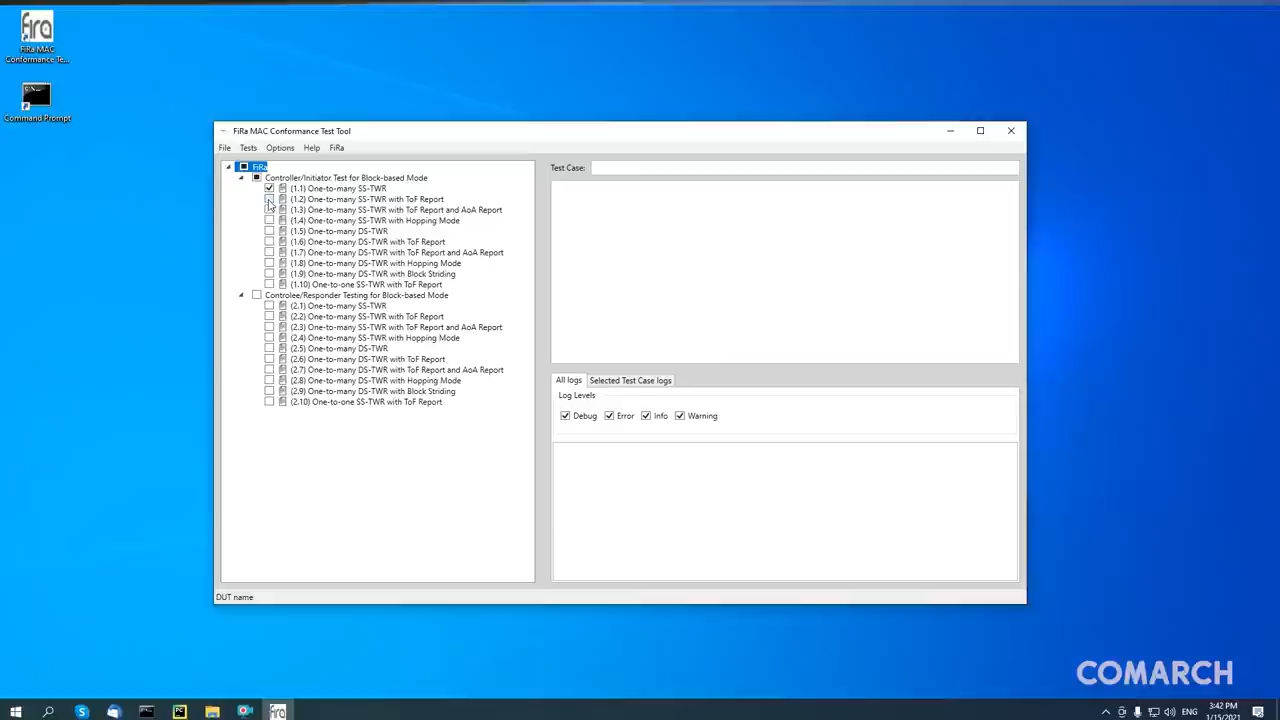 fira
FiRa MAC
Conformance Te...
Command Prompt
FiRa MAC Conformance Test Tool
File Tests Options Help FiRa
FiRa
Controller/Initiator Test for Block-based Mode
(1.1) One-to-many SS-TWR
(1.2) One-to-many SS-TWR with ToF Report
(1.3) One-to-many SS-TWR with ToF Report and AoA Report
(1.4) One-to-many SS-TWR with Hopping Mode
(1.5) One-to-many DS-TWR
(1.6) One-to-many DS-TWR with ToF Report
(1.7) One-to-many DS-TWR with ToF Report and AoA Report
(1.8) One-to-many DS-TWR with Hopping Mode
(1.9) One-to-many DS-TWR with Block Striding
(1.10) One-to-one SS-TWR with ToF Report
Controlee/Responder Testing for Block-based Mode
(2.1) One-to-many SS-TWR
(2.2) One-to-many SS-TWR with ToF Report
(2.3) One-to-many SS-TWR with ToF Report and AoA Report
(2.4) One-to-many SS-TWR with Hopping Mode
(2.5) One-to-many DS-TWR
(2.6) One-to-many DS-TWR with ToF Report
(2.7) One-to-many DS-TWR with ToF Report and AoA Report
(2.8) One-to-many DS-TWR with Hopping Mode
(2.9) One-to-many DS-TWR with Block Striding
(2.10) One-to-one SS-TWR with ToF Report
Test Case:
All logs Selected Test Case logs
Log Levels
Debug Error Info Warning
DUT name
COMARCH
fira
ENG
3:42 PM
1/15/2021